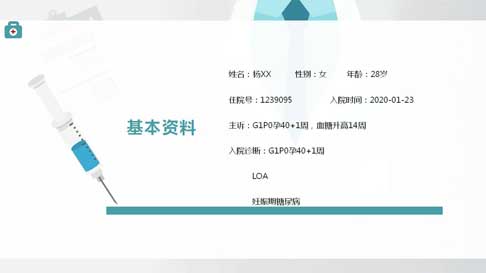 基本资料
姓名：杨XX 性别：女 年龄：28岁
住院号：1239095 入院时间：2020-01-23
主诉：G1P0孕40+1周，血糖升高14周
入院诊断：G1P0孕40+1周
LOA
妊娠期糖尿病